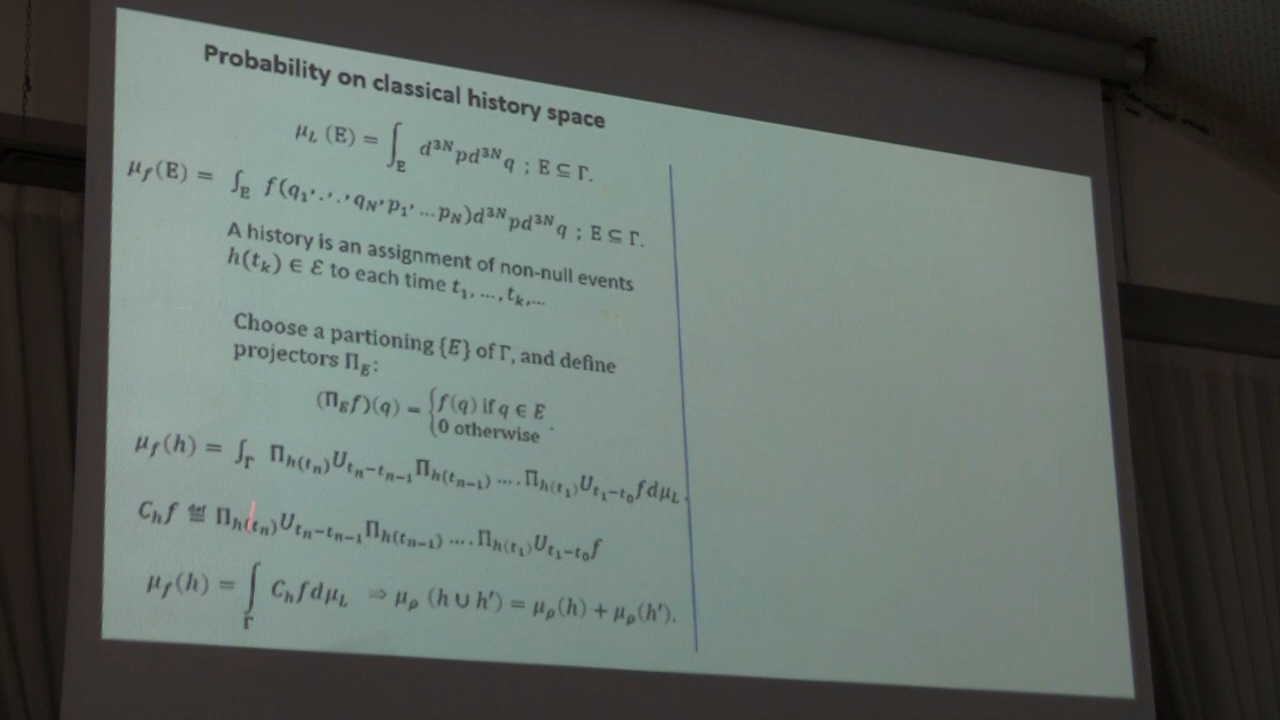 Probability on classical history space
μ_L (E) = ∫_E d^{3N}pd^{3N}q ; E ⊆ Γ.
μ_f(E) = ∫_E f(q_1,.,.,q_N,p_1, …p_N)d^{3N}pd^{3N}q ; E ⊆ Γ.
A history is an assignment of non-null events
h(t_k) ∈ ℰ to each time t_1, …,t_k,…
Choose a partioning {E} of Γ, and define
projectors Π_E:
(Π_E f)(q) = {f(q) if q ∈ E
{0 otherwise .
μ_f(h) = ∫_Γ Π_{h(t_n)}U_{t_n−t_{n−1}}Π_{h(t_{n−1})} ….Π_{h(t_1)}U_{t_1−t_0}fdμ_L.
C_h f ≝ Π_{h(t_n)}U_{t_n−t_{n−1}}Π_{h(t_{n−1})} ….Π_{h(t_1)}U_{t_1−t_0}f
μ_f(h) = ∫_Γ C_h fdμ_L ⇒ μ_ρ (h ∪ h′) = μ_ρ(h) + μ_ρ(h′).